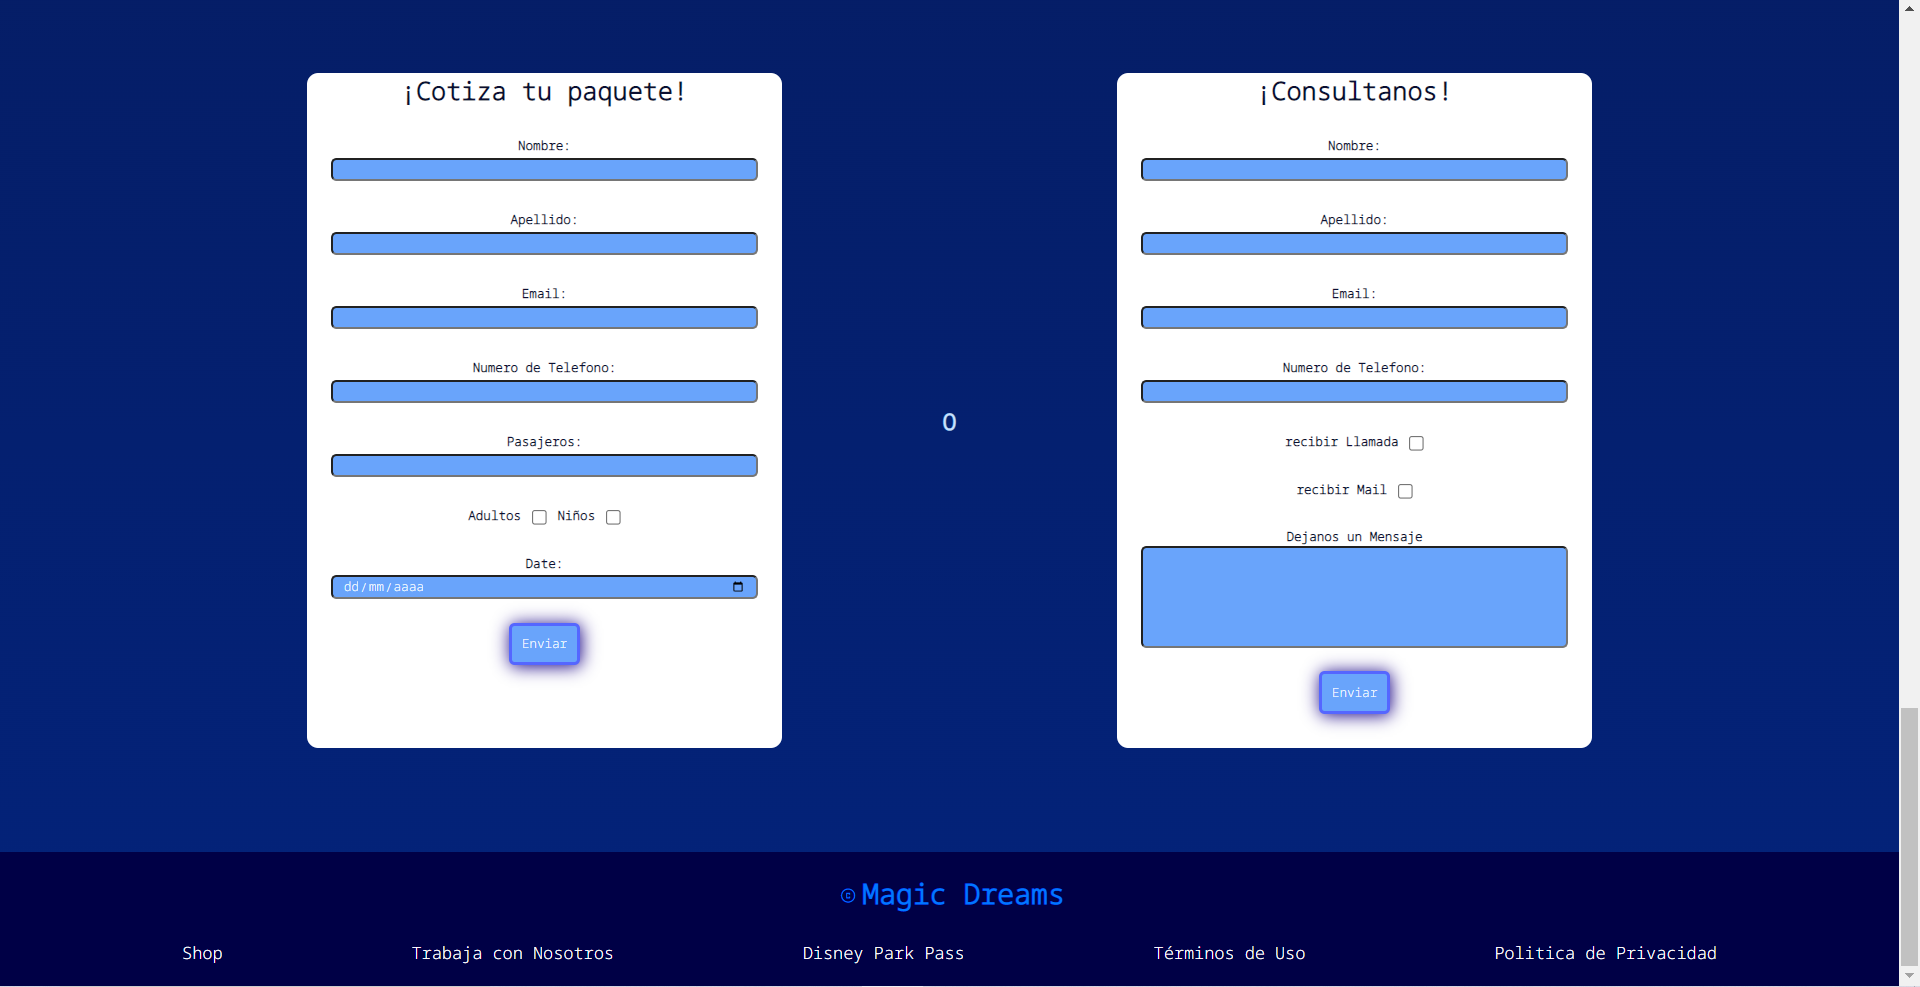 ¡Cotiza tu paquete!
Nombre:
Apellido:
Email:
Numero de Telefono:
Pasajeros:
Adultos Niños
Date:
dd/mm/aaaa
Enviar
O
¡Consultanos!
Nombre:
Apellido:
Email:
Numero de Telefono:
recibir Llamada
recibir Mail
Dejanos un Mensaje
Enviar
© Magic Dreams
Shop
Trabaja con Nosotros
Disney Park Pass
Términos de Uso
Politica de Privacidad